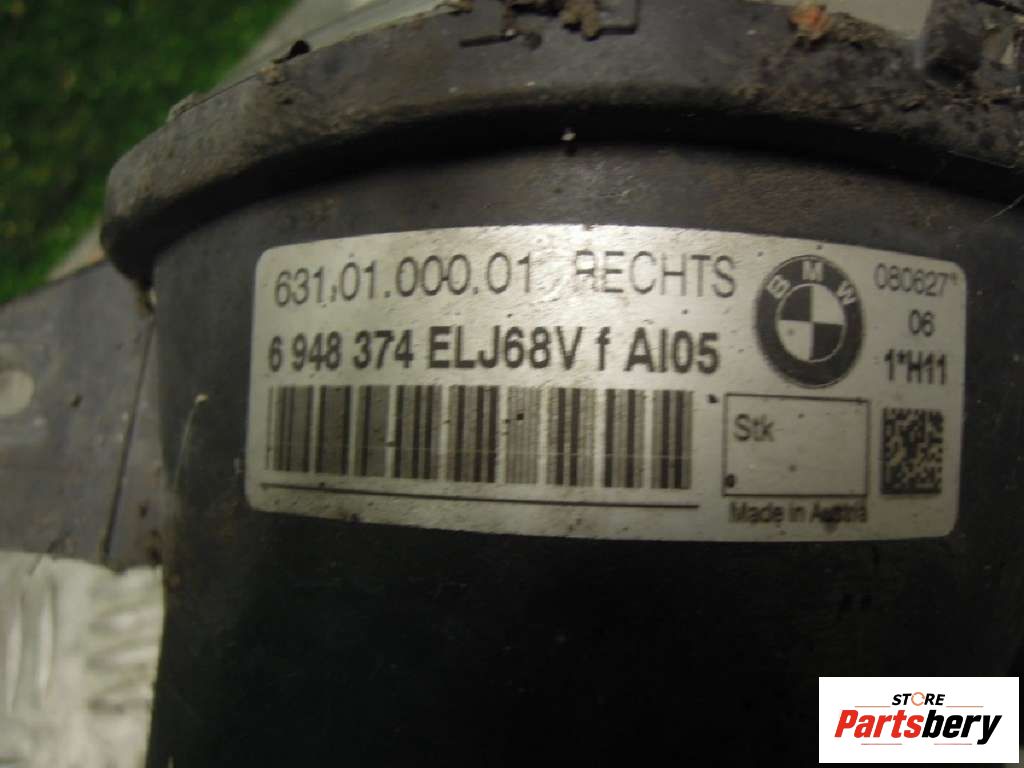 631.01.000.01 RECHTS
6 948 374 ELJ68V f AI05
BMW
080627*
06
1*H11
Stk
0
Made in Austria
STORE
Partsbery